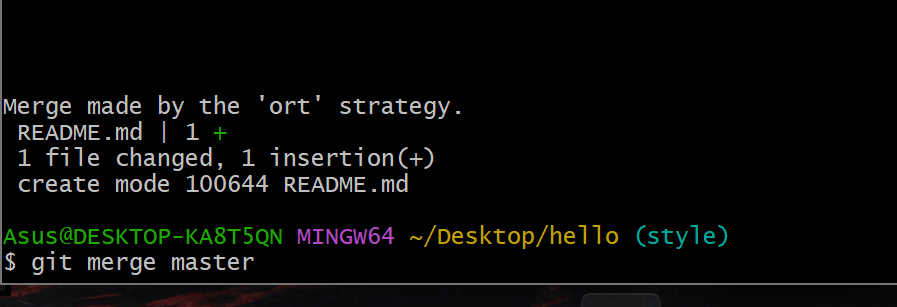 Merge made by the 'ort' strategy.
 README.md | 1 +
 1 file changed, 1 insertion(+)
 create mode 100644 README.md
Asus@DESKTOP-KA8T5QN MINGW64 ~/Desktop/hello (style)
$ git merge master